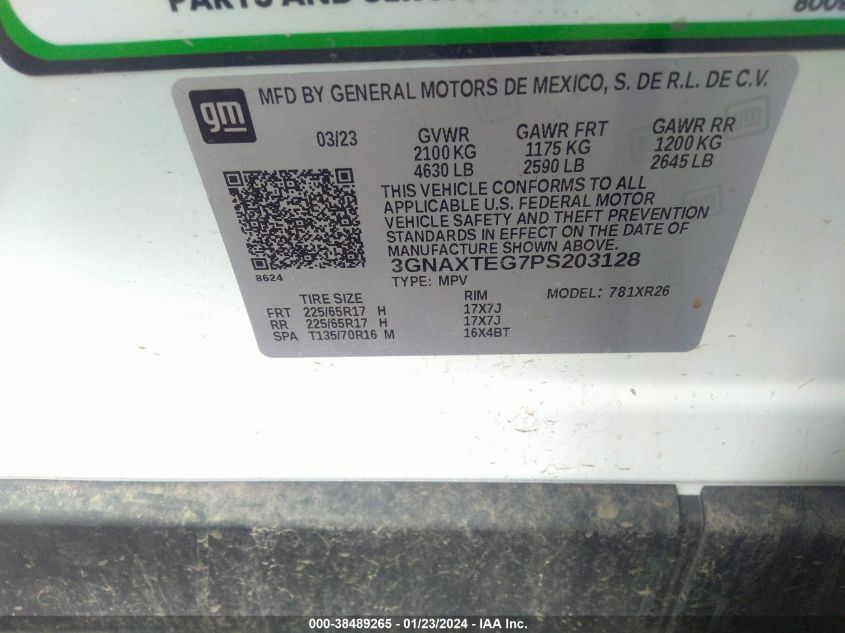 PARTS AND
gm
MFD BY GENERAL MOTORS DE MEXICO, S. DE R.L. DE C.V.
03/23 GVWR GAWR FRT GAWR RR
2100 KG 1175 KG 1200 KG
4630 LB 2590 LB 2645 LB
THIS VEHICLE CONFORMS TO ALL
APPLICABLE U.S. FEDERAL MOTOR
VEHICLE SAFETY AND THEFT PREVENTION
STANDARDS IN EFFECT ON THE DATE OF
MANUFACTURE SHOWN ABOVE.
3GNAXTEG7PS203128
8624
TYPE: MPV MODEL: 781XR26
TIRE SIZE RIM
FRT 225/65R17 H 17X7J
RR 225/65R17 H 17X7J
SPA T135/70R16 M 16X4BT
000-38489265 - 01/23/2024 - IAA Inc.